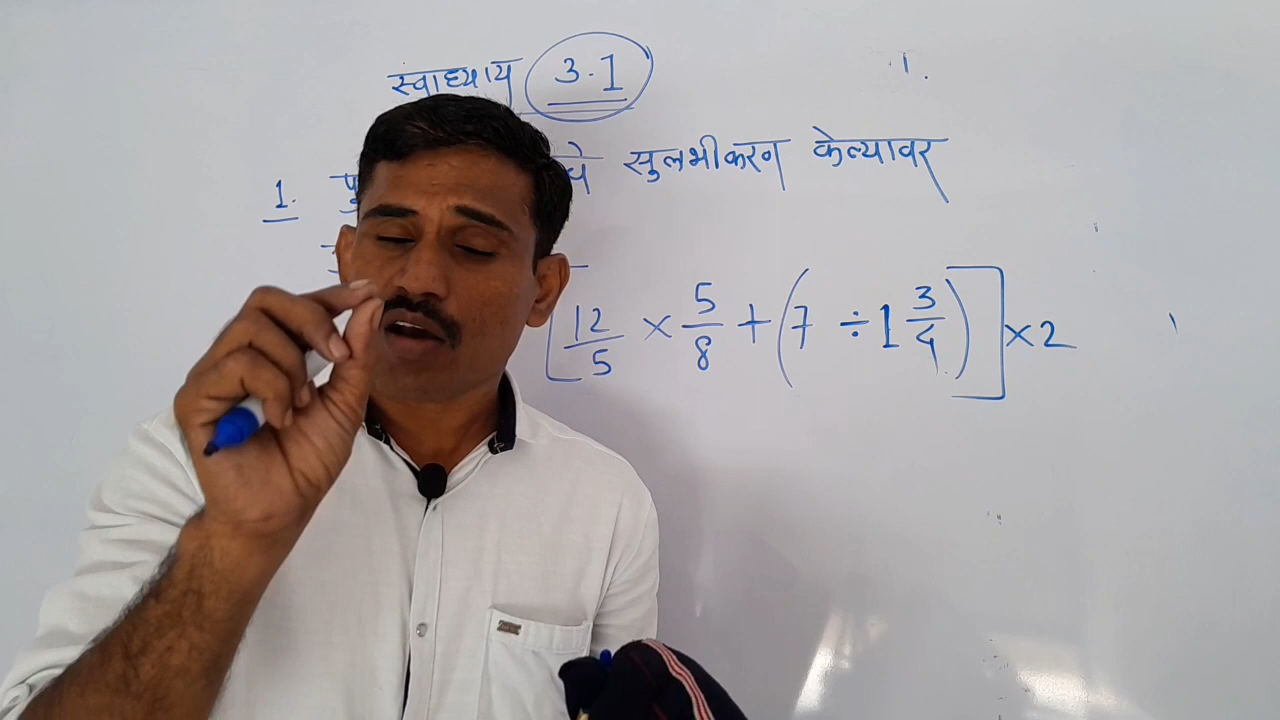 स्वाध्याय 3.1
1. सुलभीकरण केल्यावर
[12/5 × 5/8 + (7 ÷ 1 3/4)] × 2